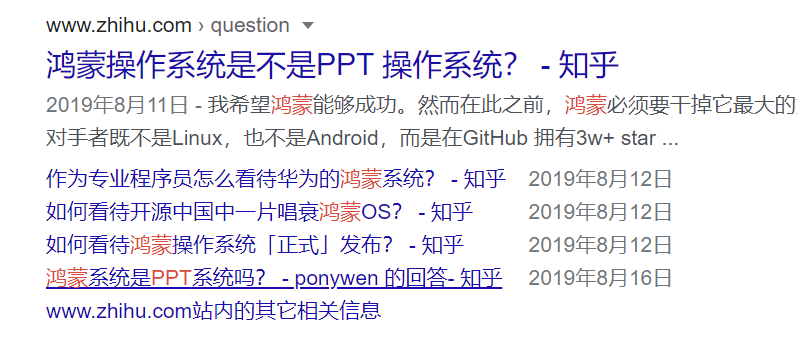 www.zhihu.com › question
鸿蒙操作系统是不是PPT 操作系统？ - 知乎
2019年8月11日 - 我希望鸿蒙能够成功。然而在此之前，鸿蒙必须要干掉它最大的
对手者既不是Linux，也不是Android，而是在GitHub 拥有3w+ star ...
作为专业程序员怎么看待华为的鸿蒙系统？ - 知乎 2019年8月12日
如何看待开源中国中一片唱衰鸿蒙OS？ - 知乎 2019年8月12日
如何看待鸿蒙操作系统「正式」发布？ - 知乎 2019年8月12日
鸿蒙系统是PPT系统吗？ - ponywen 的回答- 知乎 2019年8月16日
www.zhihu.com站内的其它相关信息